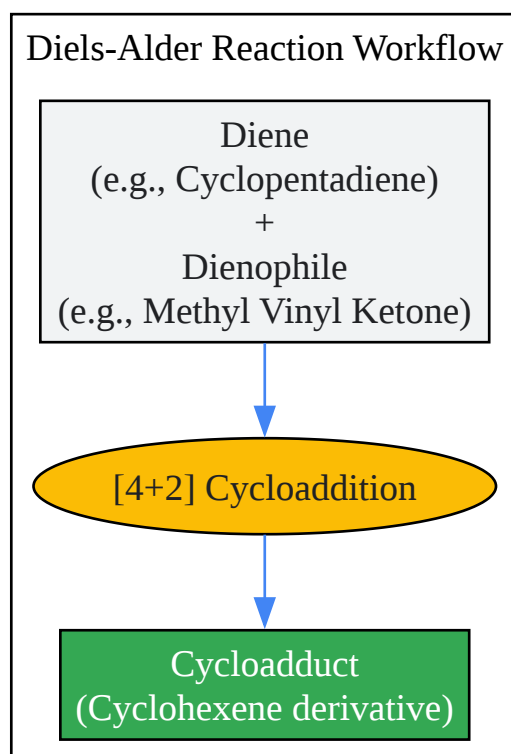 Diels-Alder Reaction Workflow
Diene
(e.g., Cyclopentadiene)
+
Dienophile
(e.g., Methyl Vinyl Ketone)
[4+2] Cycloaddition
Cycloadduct
(Cyclohexene derivative)